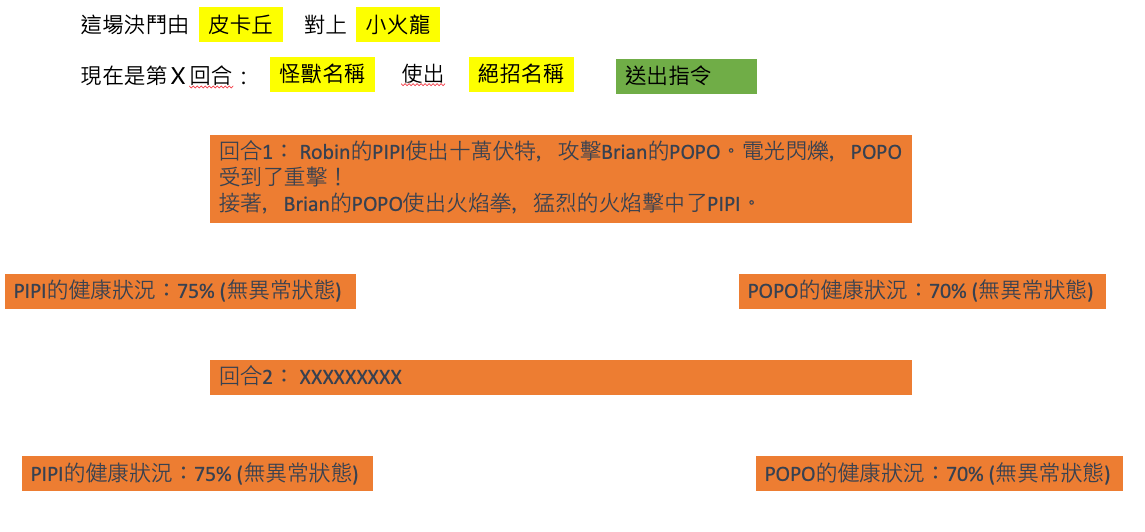 這場決鬥由 皮卡丘 對上 小火龍
現在是第X回合： 怪獸名稱 使出 絕招名稱 送出指令
回合1： Robin的PIPI使出十萬伏特，攻擊Brian的POPO。電光閃爍，POPO
受到了重擊！
接著，Brian的POPO使出火焰拳，猛烈的火焰擊中了PIPI。
PIPI的健康狀況：75% (無異常狀態) POPO的健康狀況：70% (無異常狀態)
回合2： XXXXXXXXX
PIPI的健康狀況：75% (無異常狀態) POPO的健康狀況：70% (無異常狀態)